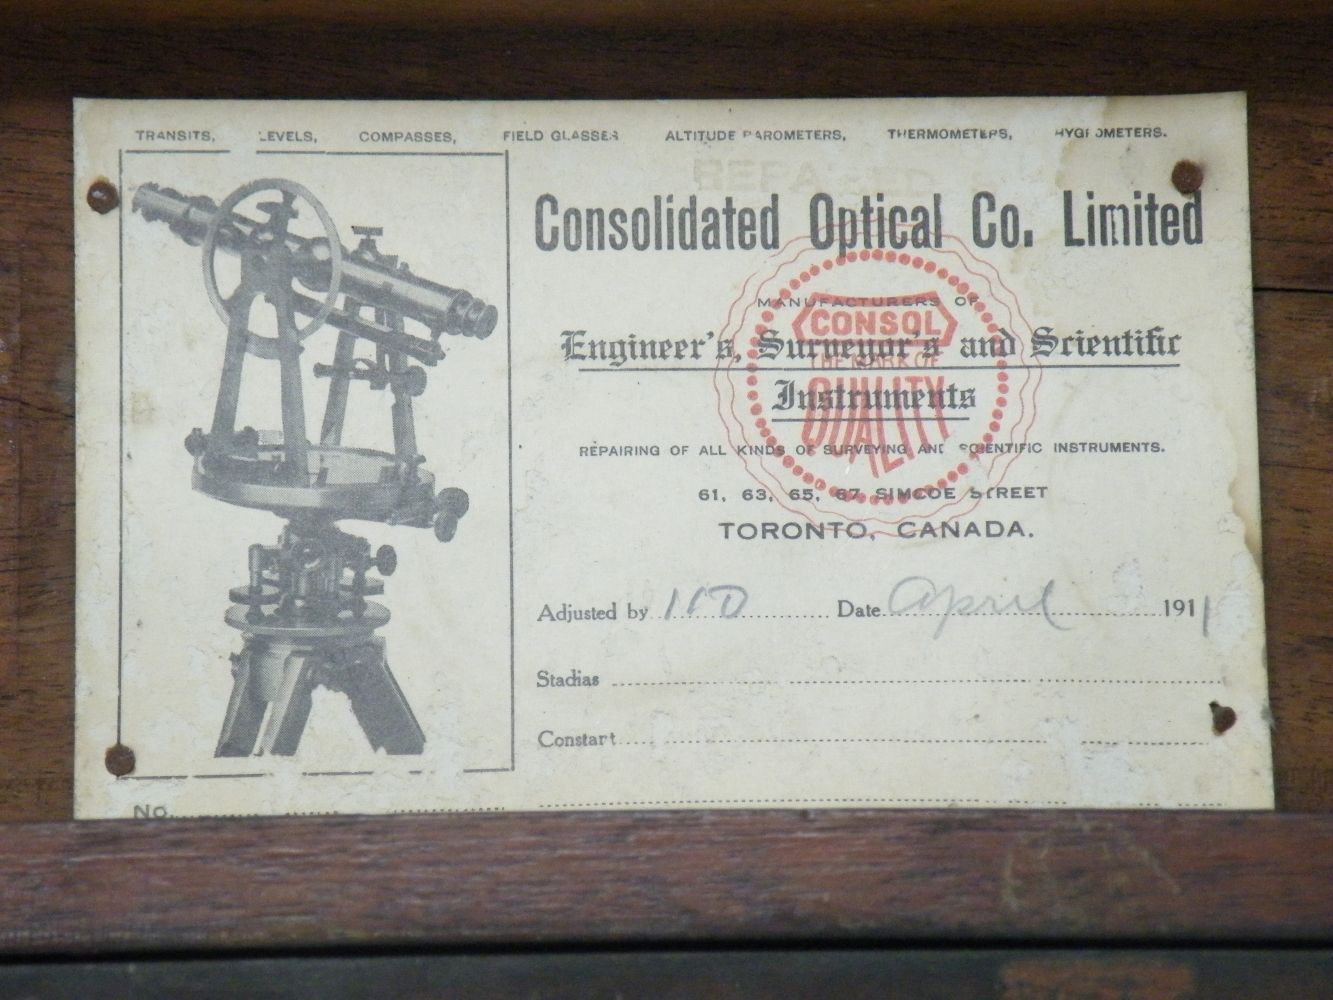 TRANSITS, LEVELS, COMPASSES, FIELD GLASSES ALTITUDE BAROMETERS, THERMOMETERS, HYGROMETERS.
Consolidated Optical Co. Limited
MANUFACTURERS OF
Engineer's, Surveyor's and Scientific
Instruments
CONSOL
THE MARK OF
QUALITY
REPAIRING OF ALL KINDS OF SURVEYING AND SCIENTIFIC INSTRUMENTS.
61, 63, 65, 67 SIMCOE STREET
TORONTO, CANADA.
Adjusted by Date April 1911
Stadias
Constant
No.